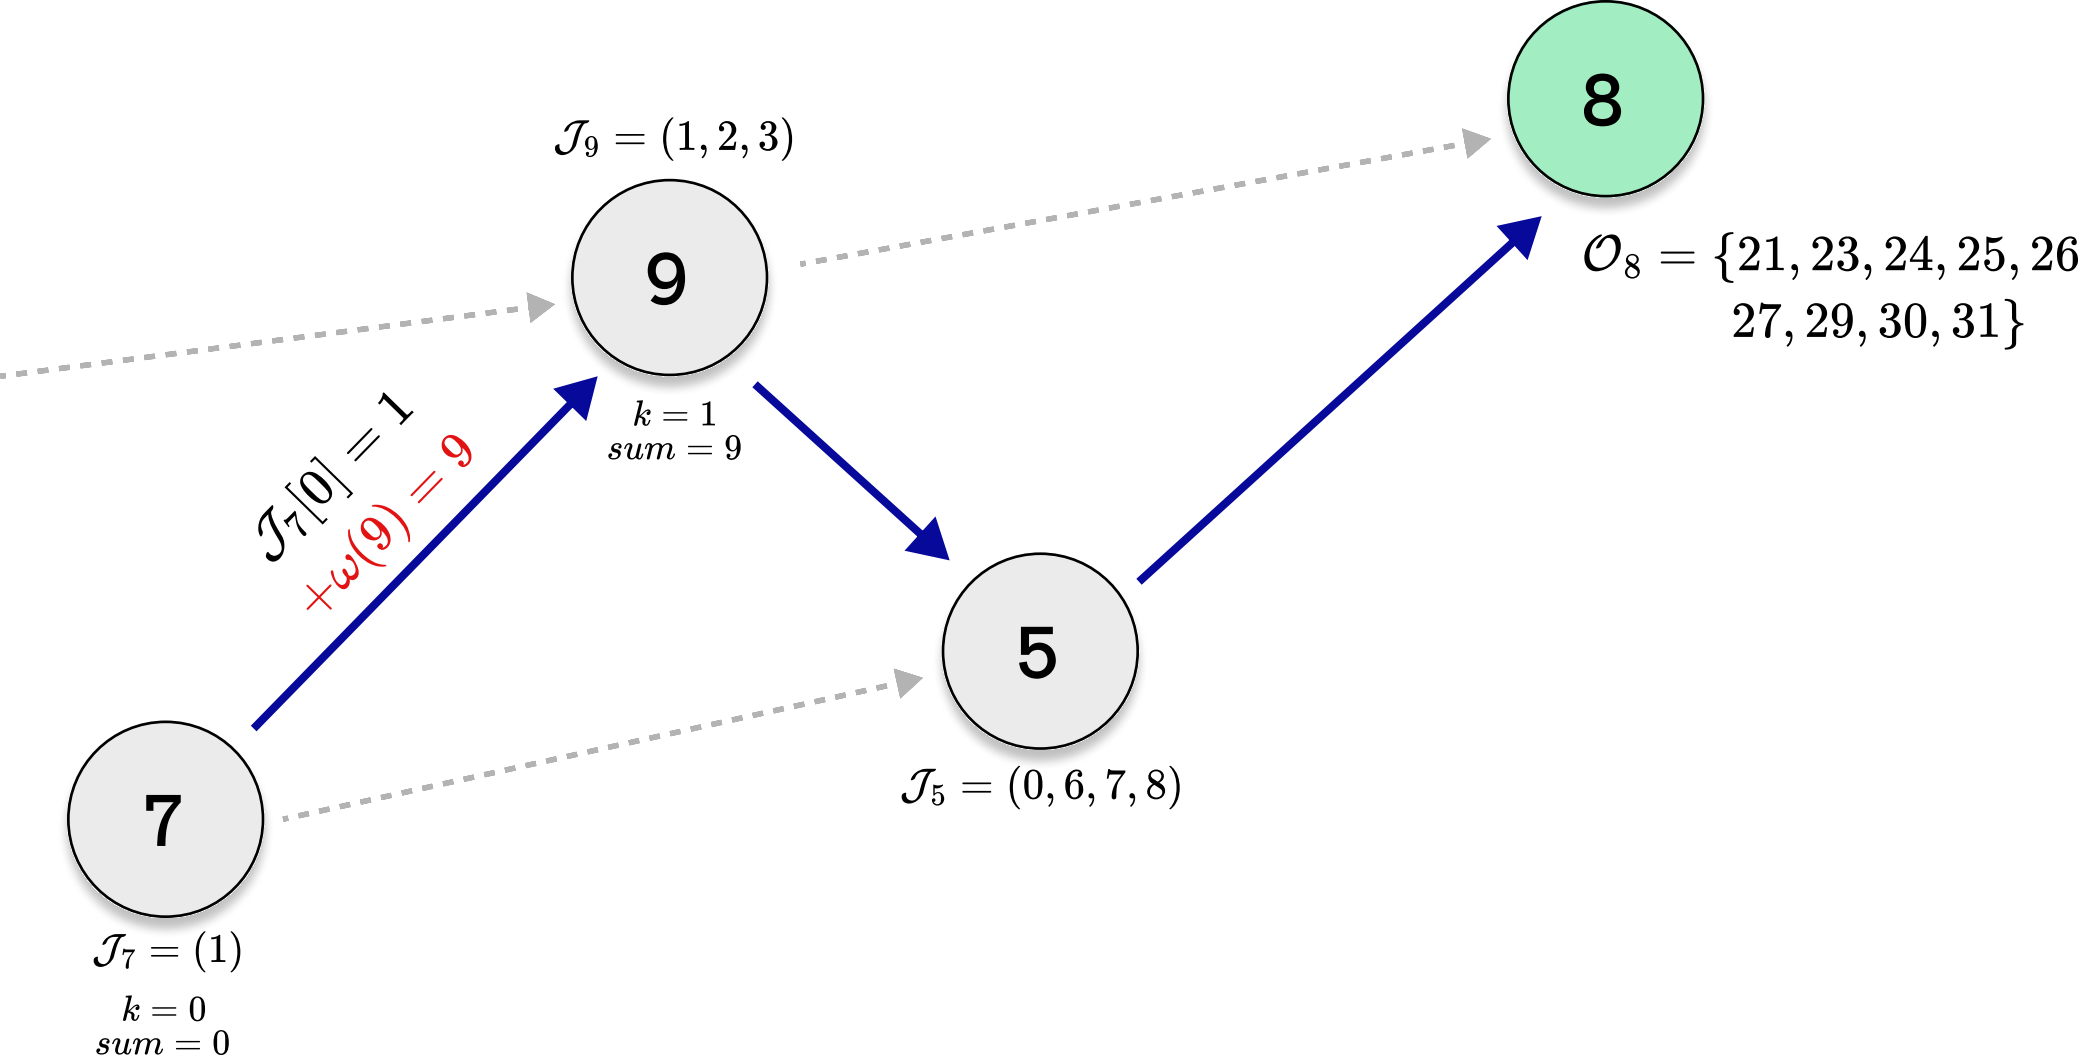 8
𝒥₉ = (1, 2, 3)
9
𝒪₈ = {21, 23, 24, 25, 26
27, 29, 30, 31}
k = 1
sum = 9
𝒥₇[0] = 1
+ω(9) = 9
5
𝒥₅ = (0, 6, 7, 8)
7
𝒥₇ = (1)
k = 0
sum = 0